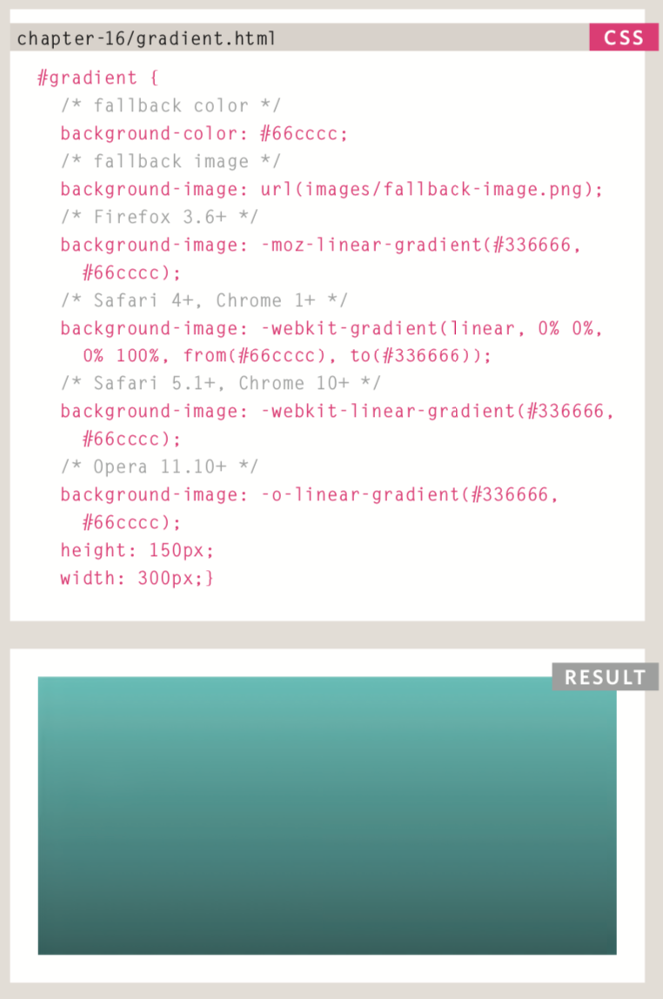 chapter-16/gradient.html
CSS
#gradient {
/* fallback color */
background-color: #66cccc;
/* fallback image */
background-image: url(images/fallback-image.png);
/* Firefox 3.6+ */
background-image: -moz-linear-gradient(#336666,
#66cccc);
/* Safari 4+, Chrome 1+ */
background-image: -webkit-gradient(linear, 0% 0%,
0% 100%, from(#66cccc), to(#336666));
/* Safari 5.1+, Chrome 10+ */
background-image: -webkit-linear-gradient(#336666,
#66cccc);
/* Opera 11.10+ */
background-image: -o-linear-gradient(#336666,
#66cccc);
height: 150px;
width: 300px;}
RESULT